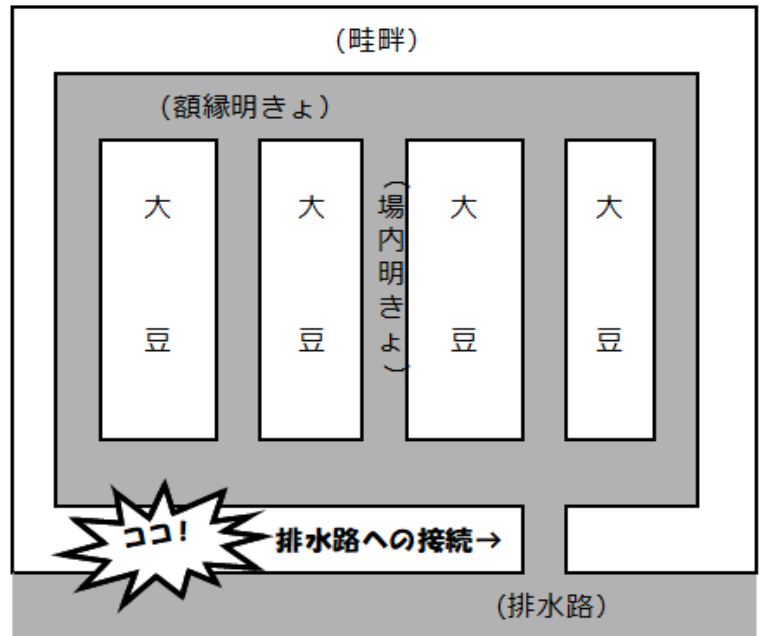 (畦畔)
(額縁明きょ)
大豆
大豆
(場内明きょ)
大豆
大豆
ココ!
排水路への接続→
(排水路)